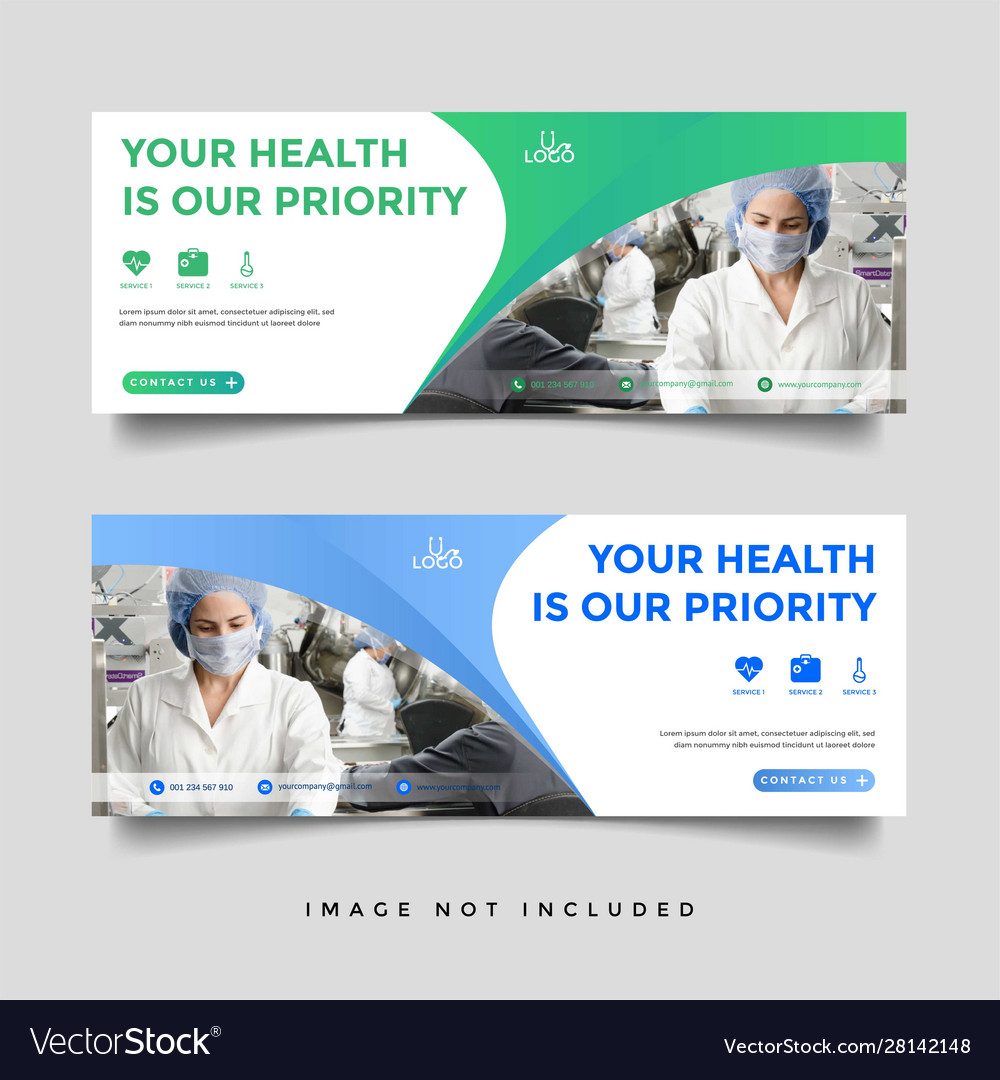 YOUR HEALTH
IS OUR PRIORITY
LOGO
SERVICE 1 SERVICE 2 SERVICE 3
Lorem ipsum dolor sit amet, consectetuer adipiscing elit, sed
diam nonummy nibh euismod tincidunt ut laoreet dolore
CONTACT US +
001 234 567 910 yourcompany@gmail.com www.yourcompany.com
LOGO
YOUR HEALTH
IS OUR PRIORITY
SERVICE 1 SERVICE 2 SERVICE 3
Lorem ipsum dolor sit amet, consectetuer adipiscing elit, sed
diam nonummy nibh euismod tincidunt ut laoreet dolore
CONTACT US +
001 234 567 910 yourcompany@gmail.com www.yourcompany.com
IMAGE NOT INCLUDED
VectorStock®
VectorStock.com/28142148